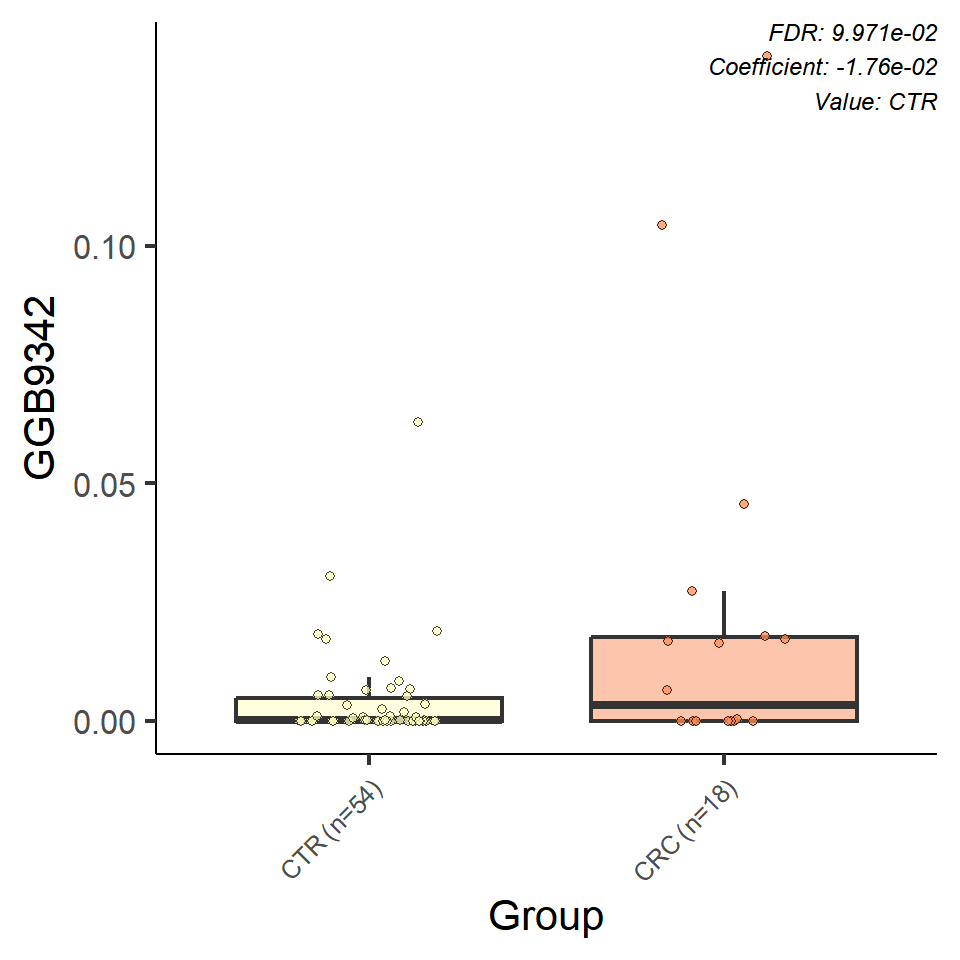 FDR: 9.971e-02
Coefficient: -1.76e-02
Value: CTR
GGB9342
0.10
0.05
0.00
CTR (n=54)
CRC (n=18)
Group